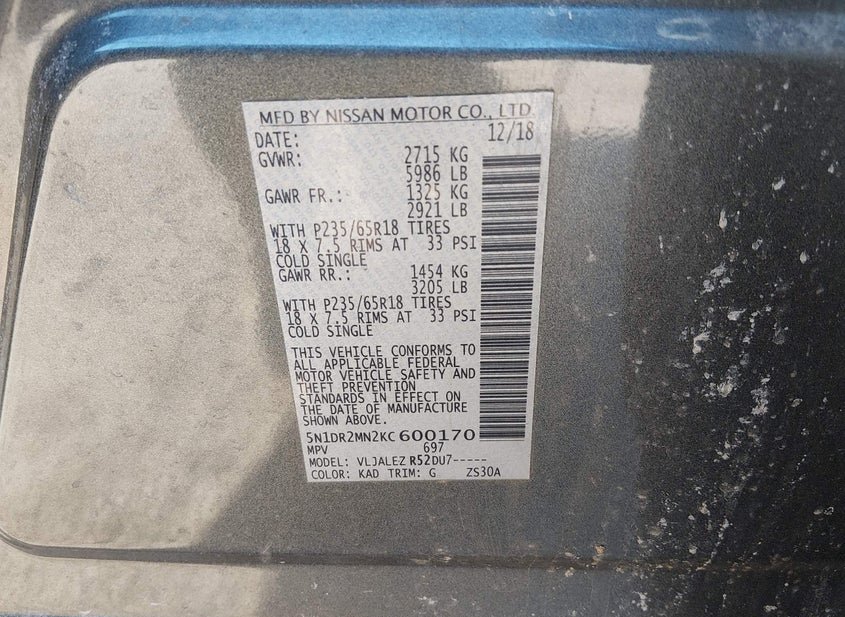 MFD BY NISSAN MOTOR CO., LTD
DATE: 12/18
GVWR: 2715 KG
5986 LB
GAWR FR.: 1325 KG
2921 LB
WITH P235/65R18 TIRES
18 X 7.5 RIMS AT 33 PSI
COLD SINGLE
GAWR RR.: 1454 KG
3205 LB
WITH P235/65R18 TIRES
18 X 7.5 RIMS AT 33 PSI
COLD SINGLE
THIS VEHICLE CONFORMS TO
ALL APPLICABLE FEDERAL
MOTOR VEHICLE SAFETY AND
THEFT PREVENTION
STANDARDS IN EFFECT ON
THE DATE OF MANUFACTURE
SHOWN ABOVE.
5N1DR2MN2KC600170
MPV 697
MODEL: VLJALEZ R52DU7-----
COLOR: KAD TRIM: G ZS30A